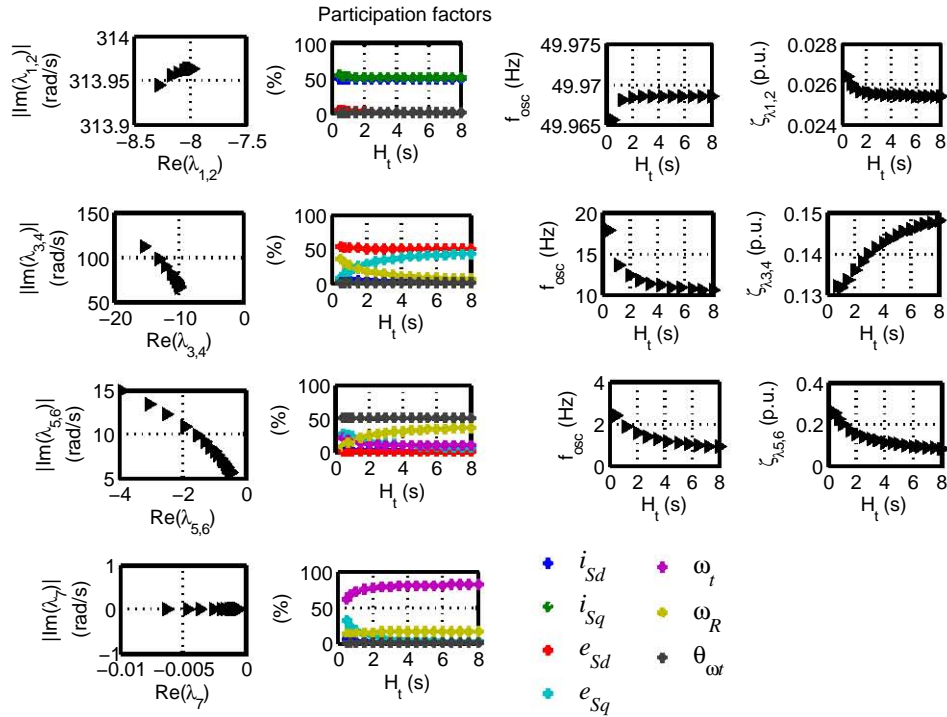 Participation factors
|Im(λ1,2)| (rad/s)
314
313.95
313.9
−8.5 −8 −7.5
Re(λ1,2)
(%)
100
50
0
0 2 4 6 8
Ht (s)
fosc (Hz)
49.975
49.97
49.965
0 2 4 6 8
Ht (s)
ζλ1,2 (p.u.)
0.028
0.026
0.024
0 2 4 6 8
Ht (s)
|Im(λ3,4)| (rad/s)
150
100
50
−20 −10 0
Re(λ3,4)
(%)
100
50
0
0 2 4 6 8
Ht (s)
fosc (Hz)
20
15
10
0 2 4 6 8
Ht (s)
ζλ3,4 (p.u.)
0.15
0.14
0.13
0 2 4 6 8
Ht (s)
|Im(λ5,6)| (rad/s)
15
10
5
−4 −2 0
Re(λ5,6)
(%)
100
50
0
0 2 4 6 8
Ht (s)
fosc (Hz)
4
2
0
0 2 4 6 8
Ht (s)
ζλ5,6 (p.u.)
0.4
0.2
0
0 2 4 6 8
Ht (s)
|Im(λ7)| (rad/s)
1
0
−1
−0.01 −0.005 0
Re(λ7)
(%)
100
50
0
0 2 4 6 8
Ht (s)
iSd
iSq
eSd
eSq
ωt
ωR
θωt